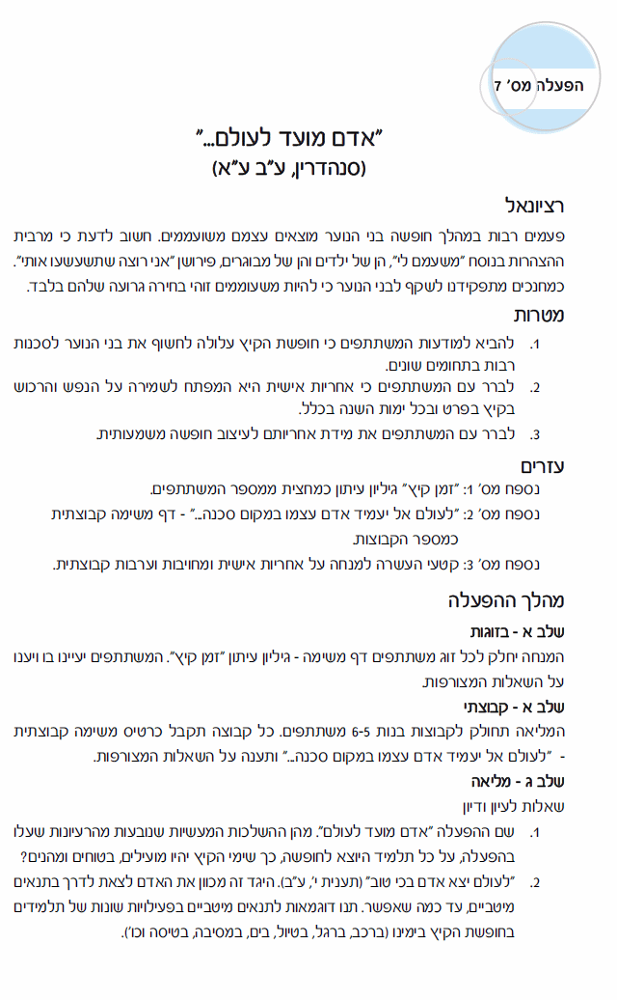 הפעלה מס' 7
"אדם מועד לעולם..."
(סנהדרין, ע"ב ע"א)
רציונאל
פעמים רבות במהלך חופשה בני הנוער מוצאים עצמם משועממים. חשוב לדעת כי מרבית
ההצהרות בנוסח "משעמם לי", הן של ילדים והן של מבוגרים, פירושן "אני רוצה שתשעשעו אותי".
כמחנכים מתפקידנו לשקף לבני הנוער כי להיות משעוממים זוהי בחירה גרועה שלהם בלבד.
מטרות
1. להביא למודעות המשתתפים כי חופשת הקיץ עלולה לחשוף את בני הנוער לסכנות
רבות בתחומים שונים.
2. לברר עם המשתתפים כי אחריות אישית היא המפתח לשמירה על הנפש והרכוש
בקיץ בפרט ובכל ימות השנה בכלל.
3. לברר עם המשתתפים את מידת אחריותם לעיצוב חופשה משמעותית.
עזרים
נספח מס' 1: "זמן קיץ" גיליון עיתון כמחצית ממספר המשתתפים.
נספח מס' 2: "לעולם אל יעמיד אדם עצמו במקום סכנה..." - דף משימה קבוצתית
כמספר הקבוצות.
נספח מס' 3: קטעי העשרה למנחה על אחריות אישית ומחויבות וערבות קבוצתית.
מהלך ההפעלה
שלב א - בזוגות
המנחה יחלק לכל זוג משתתפים דף משימה - גיליון עיתון "זמן קיץ". המשתתפים יעיינו בו ויענו
על השאלות המצורפות.
שלב א - קבוצתי
המליאה תחולק לקבוצות בנות 6-5 משתתפים. כל קבוצה תקבל כרטיס משימה קבוצתית
- "לעולם אל יעמיד אדם עצמו במקום סכנה..." ותענה על השאלות המצורפות.
שלב ג - מליאה
שאלות לעיון ודיון
1. שם ההפעלה "אדם מועד לעולם". מהן ההשלכות המעשיות שנובעות מהרעיונות שעלו
בהפעלה, על כל תלמיד היוצא לחופשה, כך שימי הקיץ יהיו מועילים, בטוחים ומהנים?
2. "לעולם יצא אדם בכי טוב" (תענית י', ע"ב). היגד זה מכוון את האדם לצאת לדרך בתנאים
מיטביים, עד כמה שאפשר. תנו דוגמאות לתנאים מיטביים בפעילויות שונות של תלמידים
בחופשת הקיץ בימינו (ברכב, ברגל, בטיול, בים, במסיבה, בטיסה וכו').